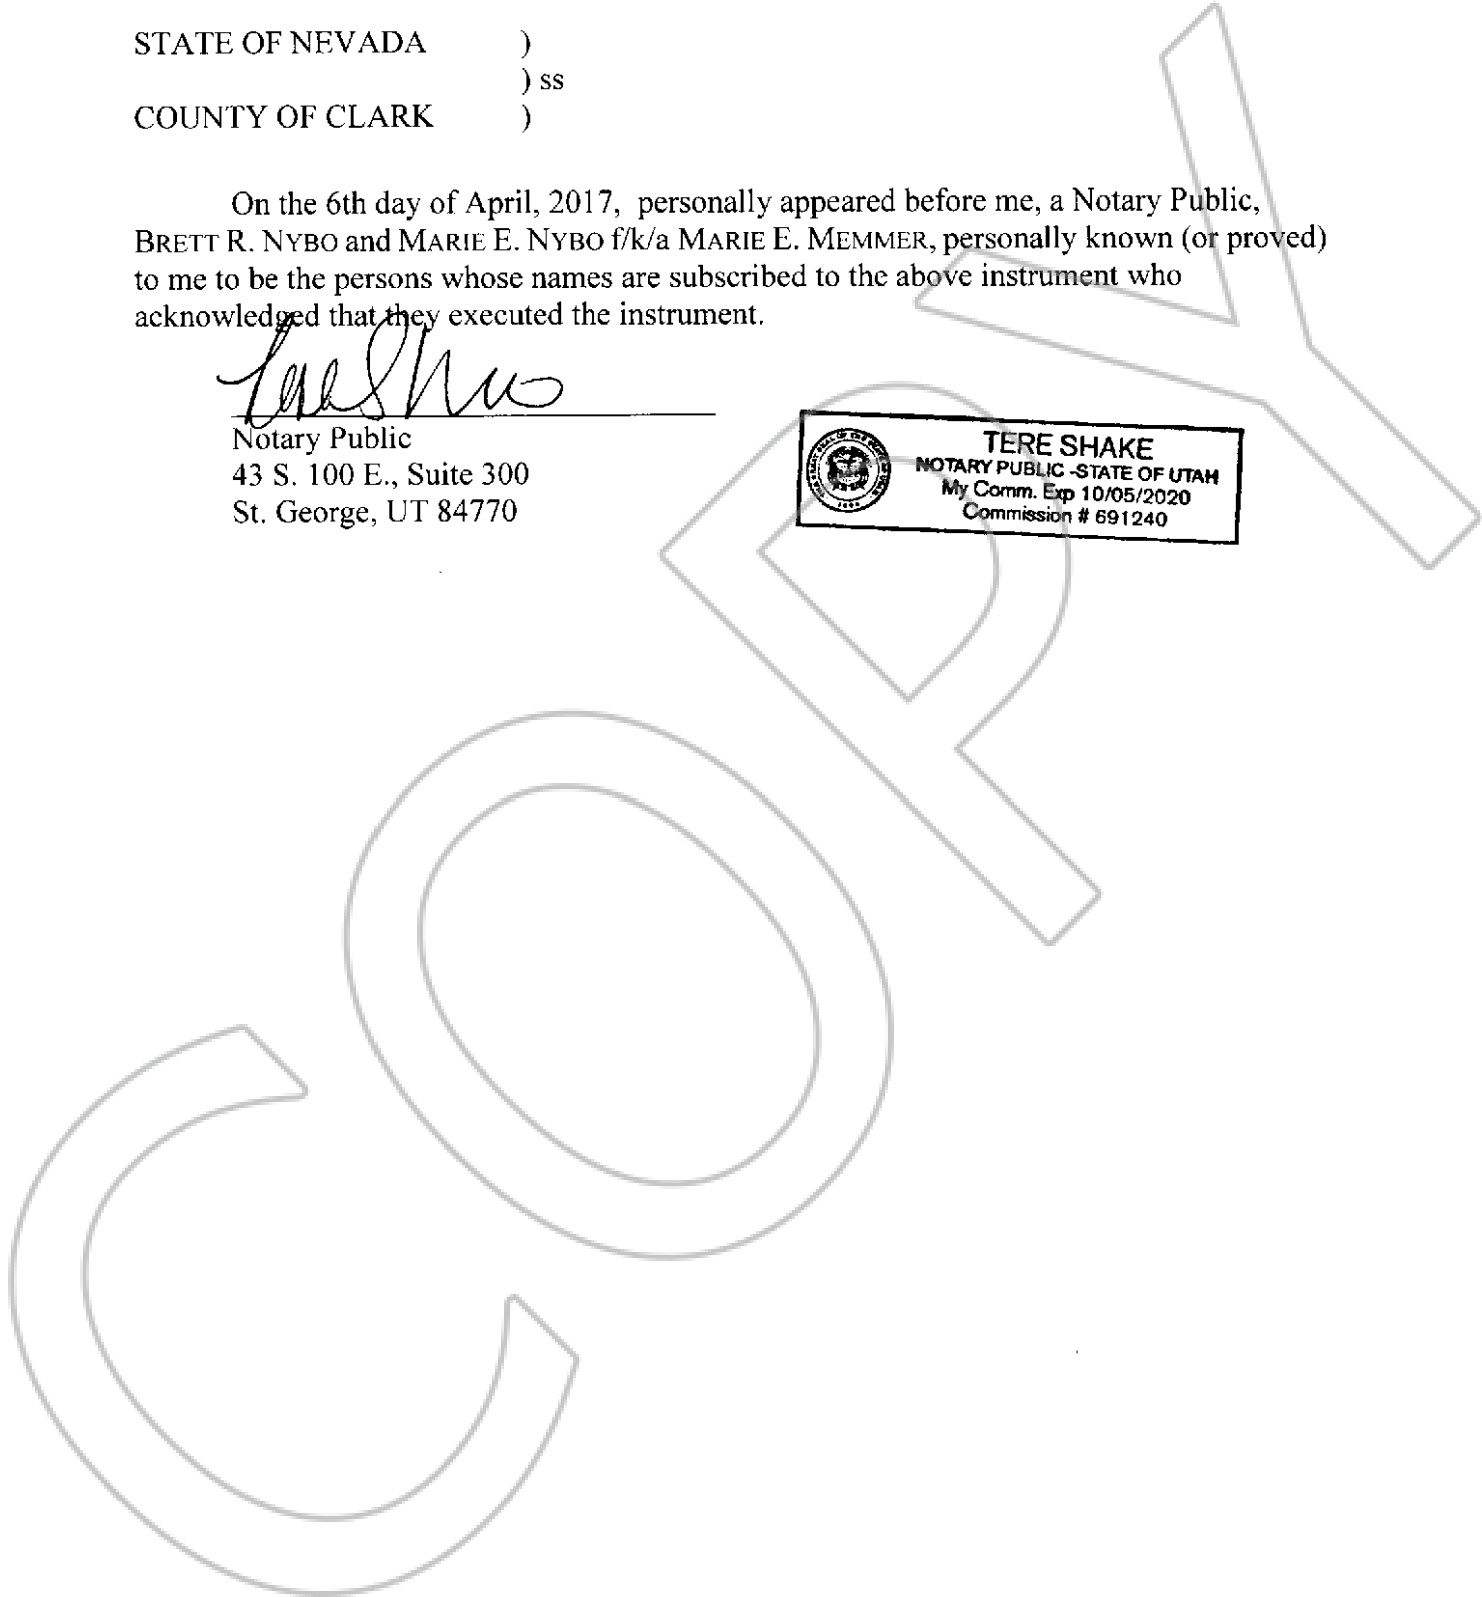 STATE OF NEVADA )
) ss
COUNTY OF CLARK )
On the 6th day of April, 2017, personally appeared before me, a Notary Public,
BRETT R. NYBO and MARIE E. NYBO f/k/a MARIE E. MEMMER, personally known (or proved)
to me to be the persons whose names are subscribed to the above instrument who
acknowledged that they executed the instrument.
Notary Public
43 S. 100 E., Suite 300
St. George, UT 84770
TERE SHAKE
NOTARY PUBLIC -STATE OF UTAH
My Comm. Exp 10/05/2020
Commission # 691240
COPY